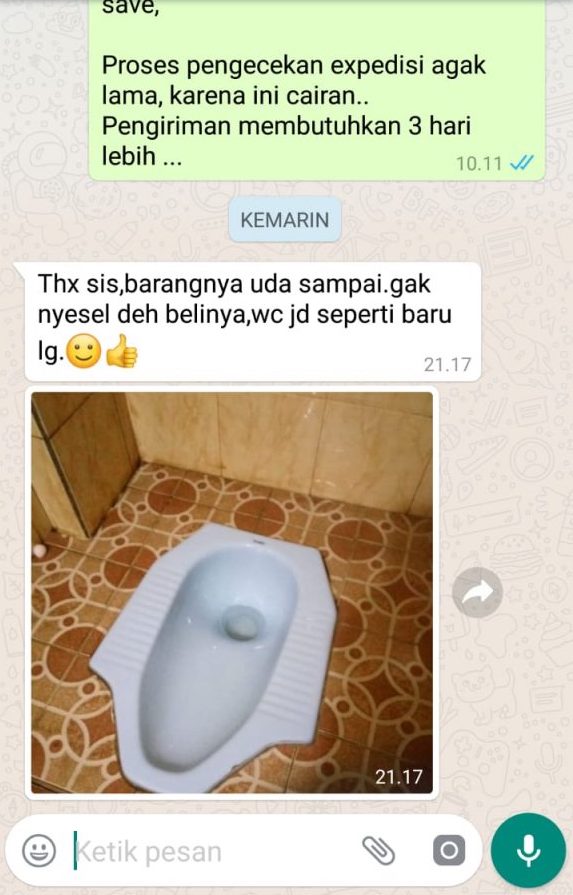 save,
Proses pengecekan expedisi agak
lama, karena ini cairan..
Pengiriman membutuhkan 3 hari
lebih ...
10.11
KEMARIN
Thx sis,barangnya uda sampai.gak
nyesel deh belinya,wc jd seperti baru
lg.🙂👍
21.17
21.17
Ketik pesan